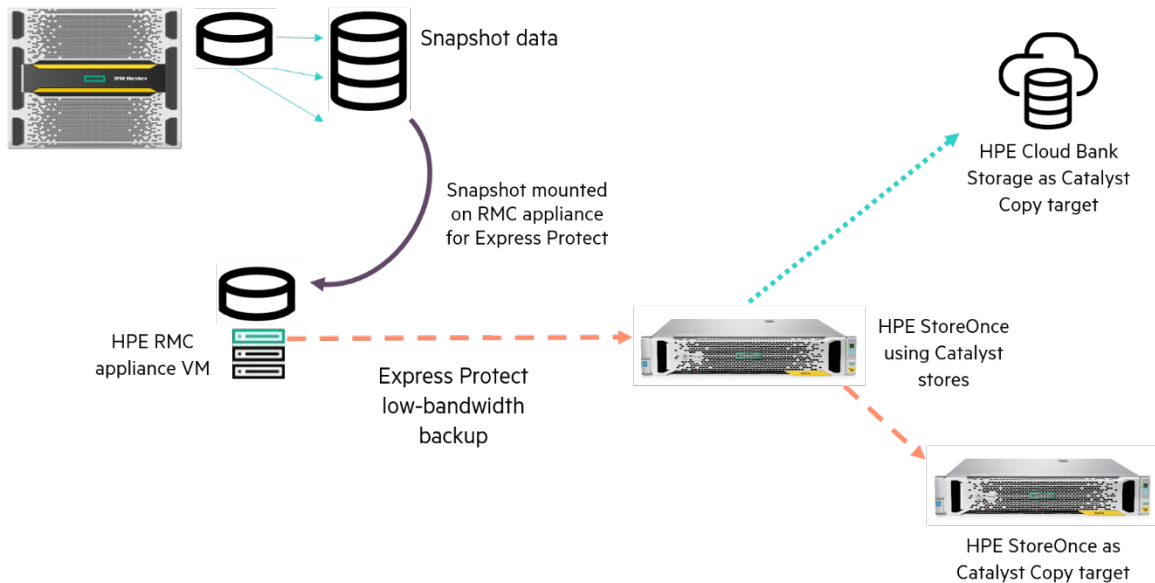 Snapshot data
3PAR StoreServ
HPE Cloud Bank
Storage as Catalyst
Copy target
Snapshot mounted
on RMC appliance
for Express Protect
HPE RMC
appliance VM
HPE StoreOnce
using Catalyst
stores
Express Protect
low-bandwidth
backup
HPE StoreOnce as
Catalyst Copy target